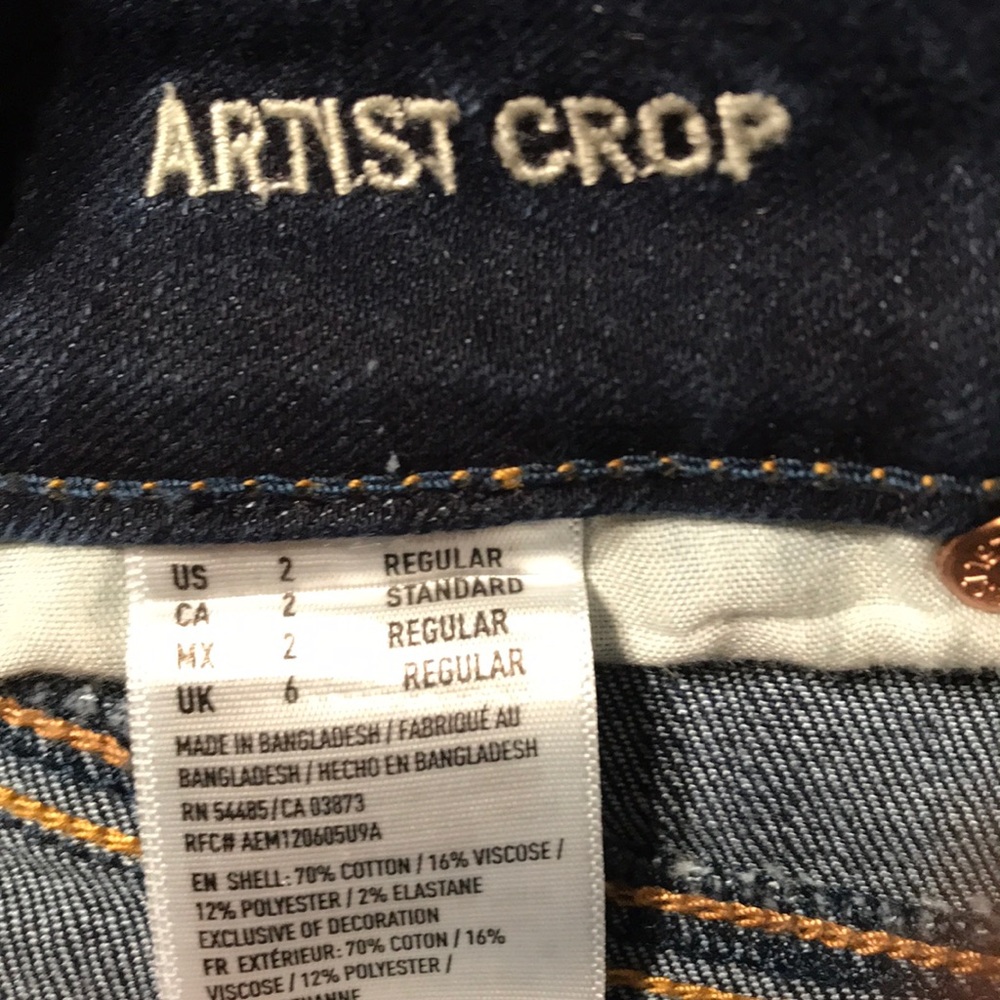 ARTIST CROP
US 2 REGULAR
CA 2 STANDARD
MX 2 REGULAR
UK 6 REGULAR
MADE IN BANGLADESH / FABRIQUÉ AU
BANGLADESH / HECHO EN BANGLADESH
RN 54485/CA 03873
RFC# AEM120605U9A
EN SHELL: 70% COTTON / 16% VISCOSE /
12% POLYESTER / 2% ELASTANE
EXCLUSIVE OF DECORATION
FR EXTÉRIEUR: 70% COTON / 16%
VISCOSE / 12% POLYESTER /